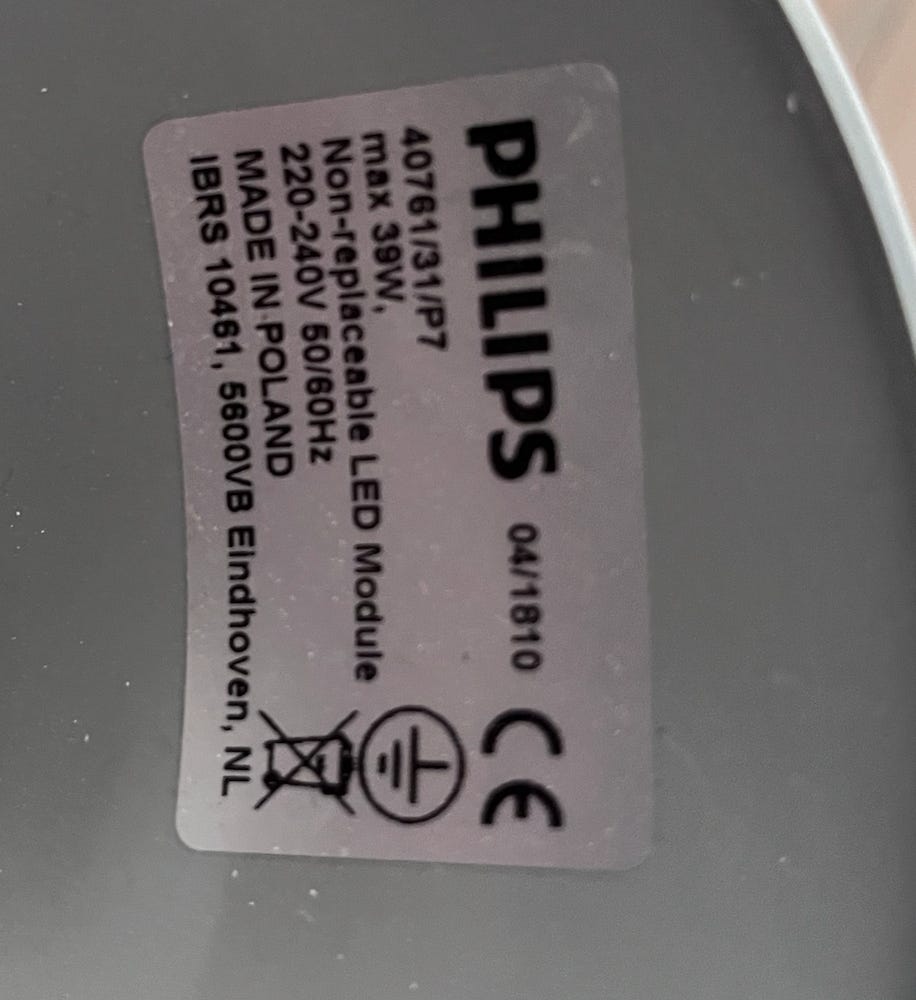 PHILIPS 04/1810 CE
40761/31/P7
max 39W,
Non-replaceable LED Module
220-240V 50/60Hz
MADE IN POLAND
IBRS 10461, 5600VB Eindhoven, NL